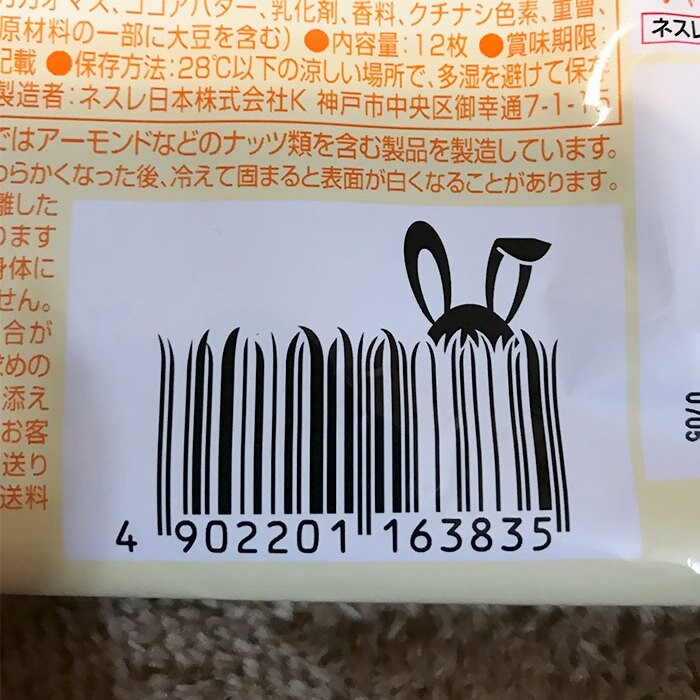 カカオマス、ココアバター、乳化剤、香料、クチナシ色素、重曹、
原材料の一部に大豆を含む) ●内容量:12枚 ●賞味期限:
記載 ●保存方法:28℃以下の涼しい場所で、多湿を避けて保存
製造者:ネスレ日本株式会社K 神戸市中央区御幸通7-1-15
ではアーモンドなどのナッツ類を含む製品を製造しています。
わらかくなった後、冷えて固まると表面が白くなることがあります。
離した
ります
身体に
せん。
合が
求めの
添え
お客
送り
送料
4 902201 163835
ネスレ